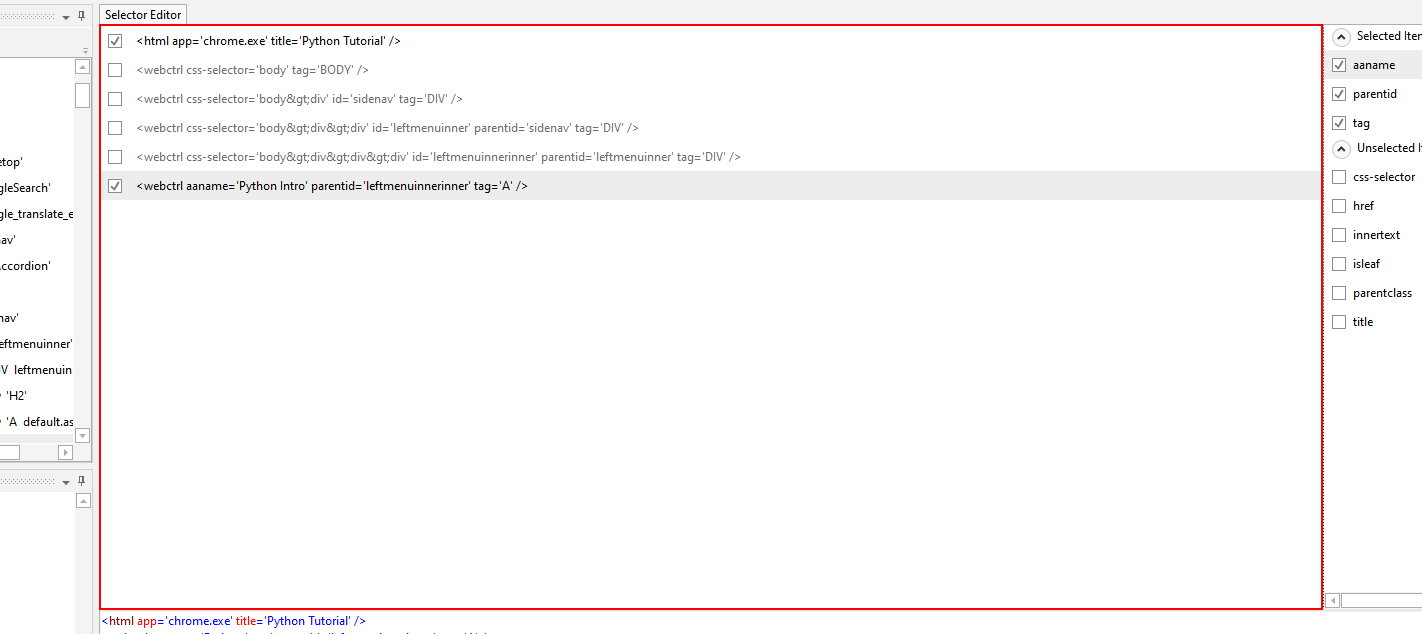 Selector Editor
<html app='chrome.exe' title='Python Tutorial' />
<webctrl css-selector='body' tag='BODY' />
<webctrl css-selector='body&gt;div' id='sidenav' tag='DIV' />
<webctrl css-selector='body&gt;div&gt;div' id='leftmenuinner' parentid='sidenav' tag='DIV' />
<webctrl css-selector='body&gt;div&gt;div&gt;div' id='leftmenuinnerinner' parentid='leftmenuinner' tag='DIV' />
<webctrl aaname='Python Intro' parentid='leftmenuinnerinner' tag='A' />
<html app='chrome.exe' title='Python Tutorial' />
etop'
gleSearch'
gle_translate_e
nav'
Accordion'
nav'
eftmenuinner'
IV leftmenuin
'H2'
'A default.as
Selected Iter
aaname
parentid
tag
Unselected I
css-selector
href
innertext
isleaf
parentclass
title